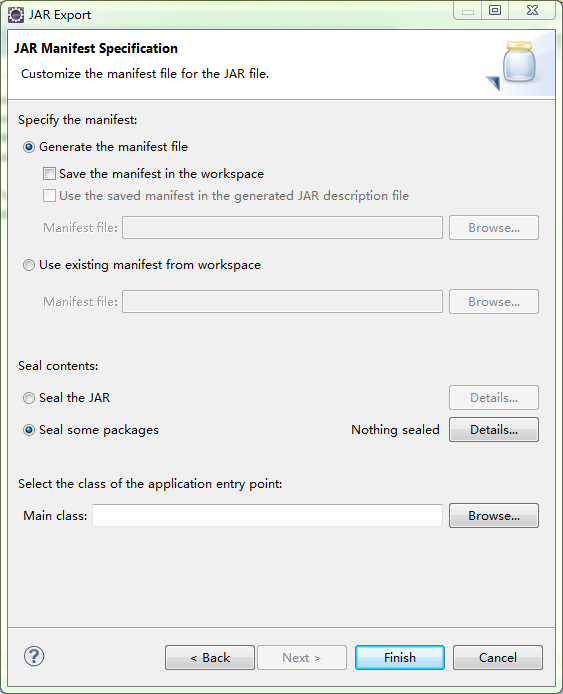 JAR Export
JAR Manifest Specification
Customize the manifest file for the JAR file.
Specify the manifest:
Generate the manifest file
Save the manifest in the workspace
Use the saved manifest in the generated JAR description file
Manifest file: Browse...
Use existing manifest from workspace
Manifest file: Browse...
Seal contents:
Seal the JAR Details...
Seal some packages Nothing sealed Details...
Select the class of the application entry point:
Main class: Browse...
? < Back Next > Finish Cancel